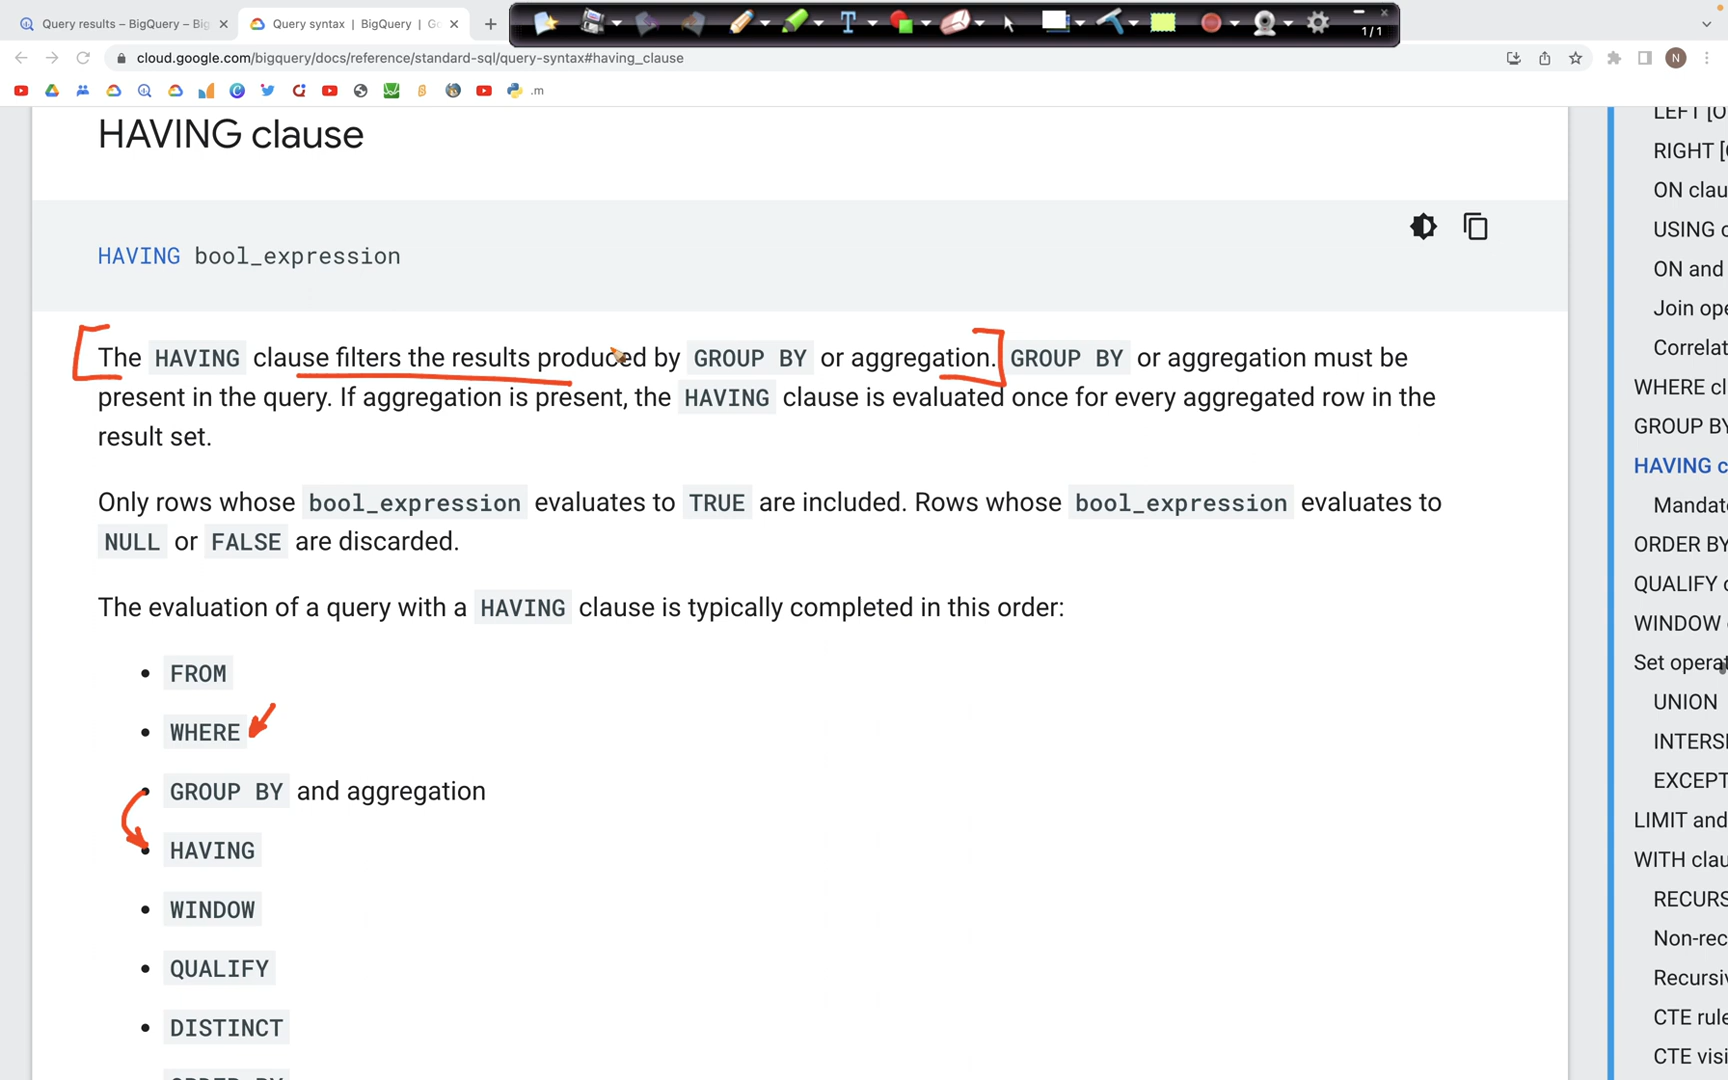 Query results – BigQuery – Big
Query syntax | BigQuery | Go
T
1/1
cloud.google.com/bigquery/docs/reference/standard-sql/query-syntax#having_clause
N
.m
HAVING clause
HAVING bool_expression
The HAVING clause filters the results produced by GROUP BY or aggregation. GROUP BY or aggregation must be
present in the query. If aggregation is present, the HAVING clause is evaluated once for every aggregated row in the
result set.
Only rows whose bool_expression evaluates to TRUE are included. Rows whose bool_expression evaluates to
NULL or FALSE are discarded.
The evaluation of a query with a HAVING clause is typically completed in this order:
• FROM
• WHERE
• GROUP BY and aggregation
• HAVING
• WINDOW
• QUALIFY
• DISTINCT
ORDER BY
LEFT [O
RIGHT [
ON clau
USING c
ON and
Join ope
Correlat
WHERE cl
GROUP BY
HAVING c
Mandat
ORDER BY
QUALIFY c
WINDOW
Set operat
UNION
INTERS
EXCEPT
LIMIT and
WITH clau
RECURS
Non-rec
Recursiv
CTE rule
CTE visi